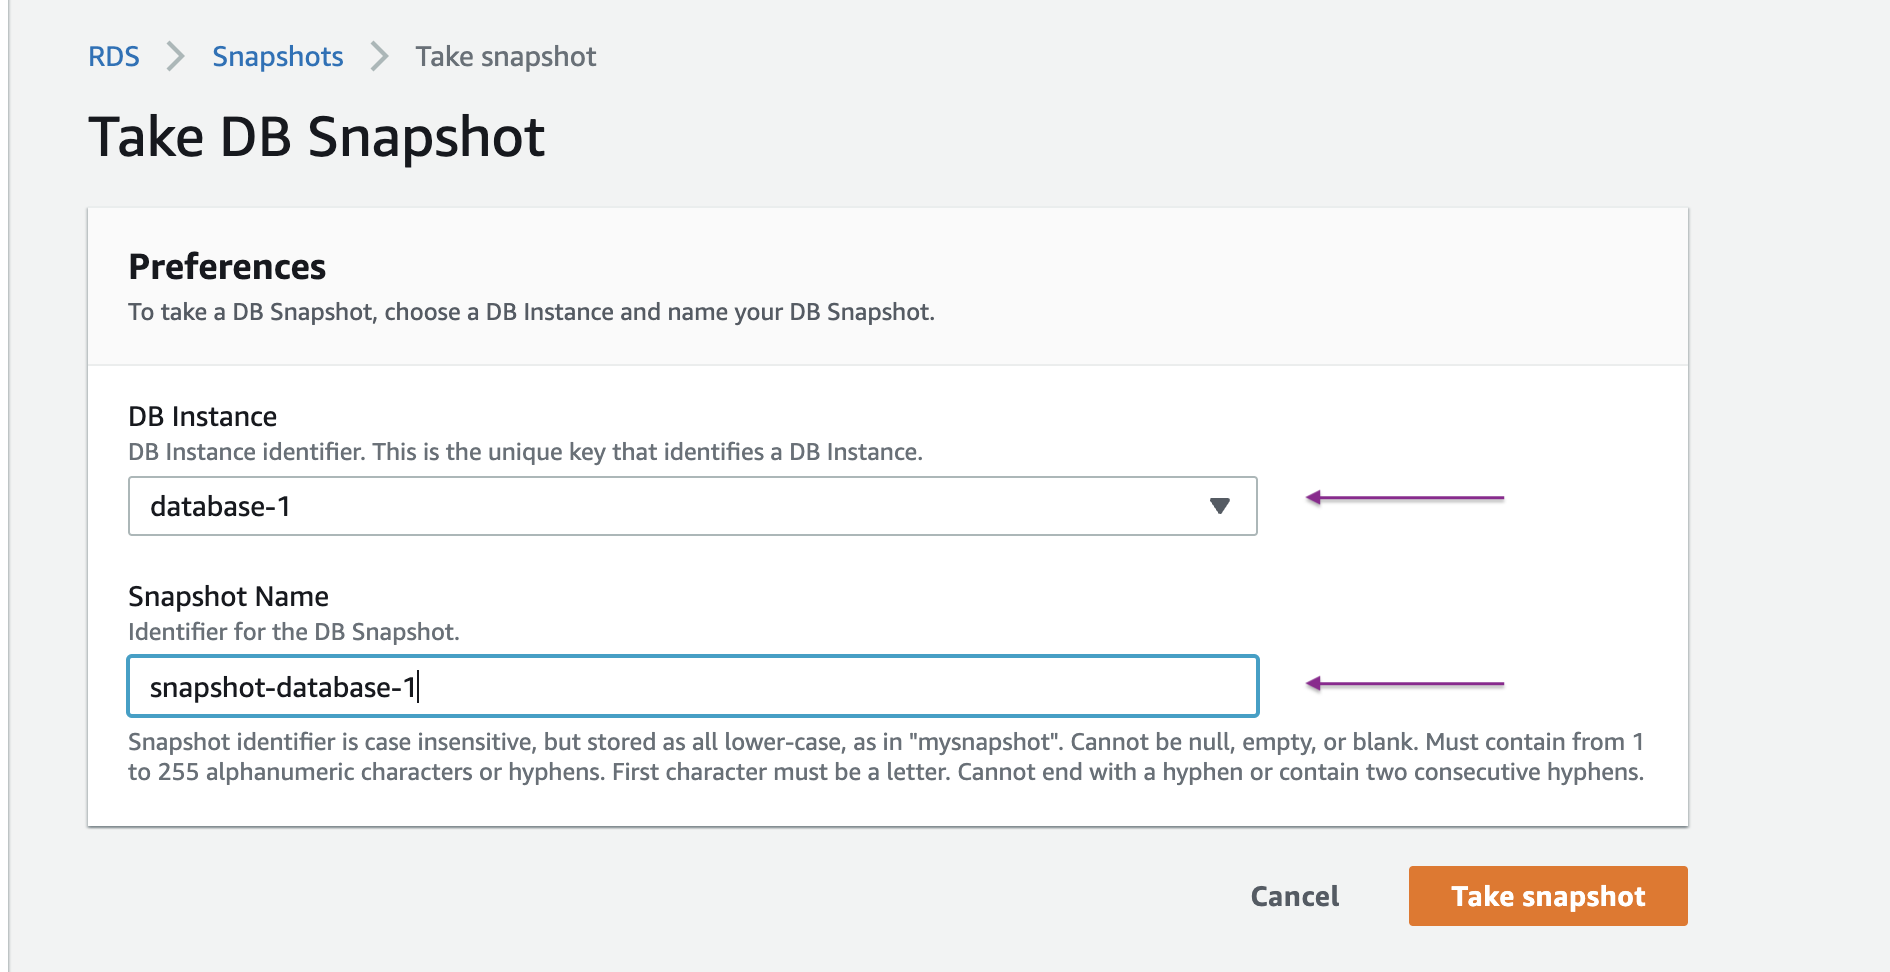 RDS > Snapshots > Take snapshot
Take DB Snapshot
Preferences
To take a DB Snapshot, choose a DB Instance and name your DB Snapshot.
DB Instance
DB Instance identifier. This is the unique key that identifies a DB Instance.
database-1
Snapshot Name
Identifier for the DB Snapshot.
snapshot-database-1
Snapshot identifier is case insensitive, but stored as all lower-case, as in "mysnapshot". Cannot be null, empty, or blank. Must contain from 1
to 255 alphanumeric characters or hyphens. First character must be a letter. Cannot end with a hyphen or contain two consecutive hyphens.
Cancel Take snapshot